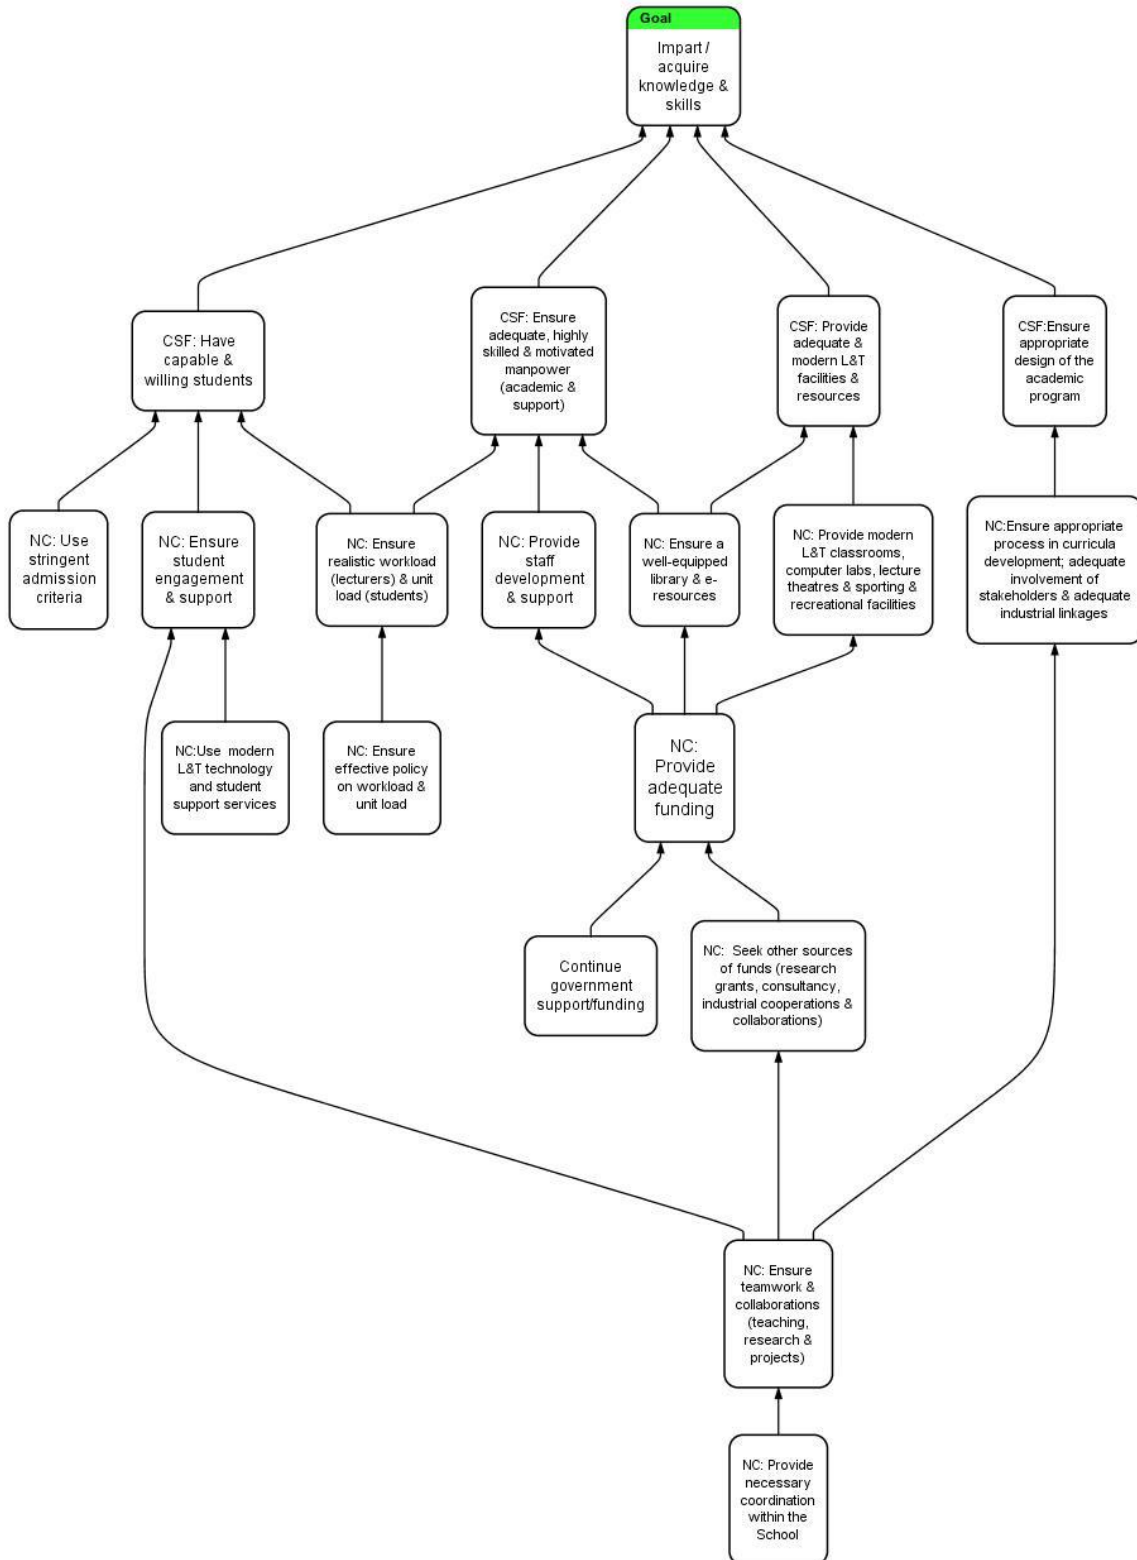 Goal
Impart /
acquire
knowledge &
skills
CSF: Have
capable &
willing students
CSF: Ensure
adequate, highly
skilled & motivated
manpower
(academic &
support)
CSF: Provide
adequate &
modern L&T
facilities &
resources
CSF:Ensure
appropriate
design of the
academic
program
NC: Use
stringent
admission
criteria
NC: Ensure
student
engagement
& support
NC: Ensure
realistic workload
(lecturers) & unit
load (students)
NC: Provide
staff
development
& support
NC: Ensure a
well-equipped
library & e-
resources
NC: Provide modern
L&T classrooms,
computer labs, lecture
theatres & sporting &
recreational facilities
NC:Ensure appropriate
process in curricula
development; adequate
involvement of
stakeholders & adequate
industrial linkages
NC:Use modern
L&T technology
and student
support services
NC: Ensure
effective policy
on workload &
unit load
NC:
Provide
adequate
funding
Continue
government
support/funding
NC: Seek other sources
of funds (research
grants, consultancy,
industrial cooperations &
collaborations)
NC: Ensure
teamwork &
collaborations
(teaching,
research &
projects)
NC: Provide
necessary
coordination
within the
School